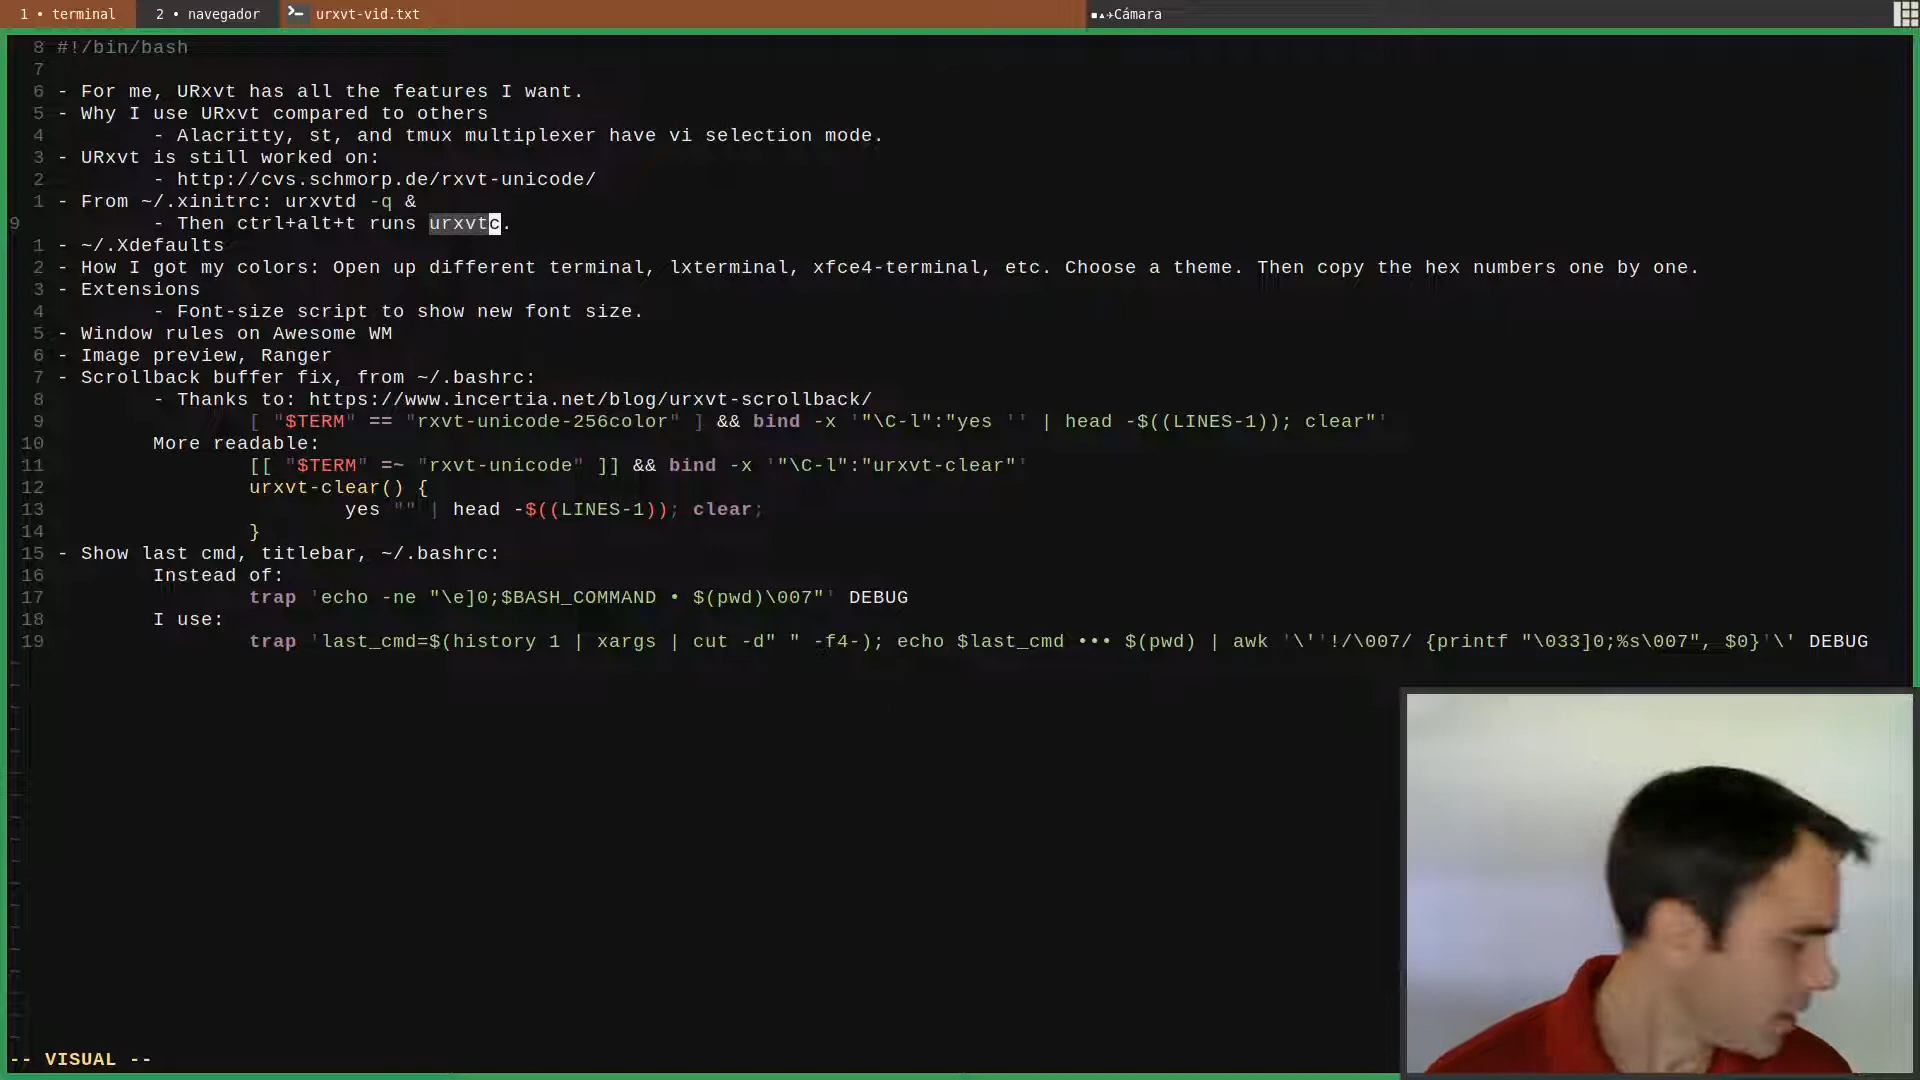 1 • terminal 2 • navegador urxvt-vid.txt ▪▴✈Cámara
8 #!/bin/bash
7
6 - For me, URxvt has all the features I want.
5 - Why I use URxvt compared to others
4 - Alacritty, st, and tmux multiplexer have vi selection mode.
3 - URxvt is still worked on:
2 - http://cvs.schmorp.de/rxvt-unicode/
1 - From ~/.xinitrc: urxvtd -q &
9 - Then ctrl+alt+t runs urxvtc.
1 - ~/.Xdefaults
2 - How I got my colors: Open up different terminal, lxterminal, xfce4-terminal, etc. Choose a theme. Then copy the hex numbers one by one.
3 - Extensions
4 - Font-size script to show new font size.
5 - Window rules on Awesome WM
6 - Image preview, Ranger
7 - Scrollback buffer fix, from ~/.bashrc:
8 - Thanks to: https://www.incertia.net/blog/urxvt-scrollback/
9 [ "$TERM" == "rxvt-unicode-256color" ] && bind -x '"\C-l":"yes '' | head -$((LINES-1)); clear"'
10 More readable:
11 [[ "$TERM" =~ "rxvt-unicode" ]] && bind -x '"\C-l":"urxvt-clear"'
12 urxvt-clear() {
13 yes "" | head -$((LINES-1)); clear;
14 }
15 - Show last cmd, titlebar, ~/.bashrc:
16 Instead of:
17 trap 'echo -ne "\e]0;$BASH_COMMAND • $(pwd)\007"' DEBUG
18 I use:
19 trap 'last_cmd=$(history 1 | xargs | cut -d" " -f4-); echo $last_cmd ••• $(pwd) | awk '\''!/\007/ {printf "\033]0;%s\007", $0}'\' DEBUG
-- VISUAL --